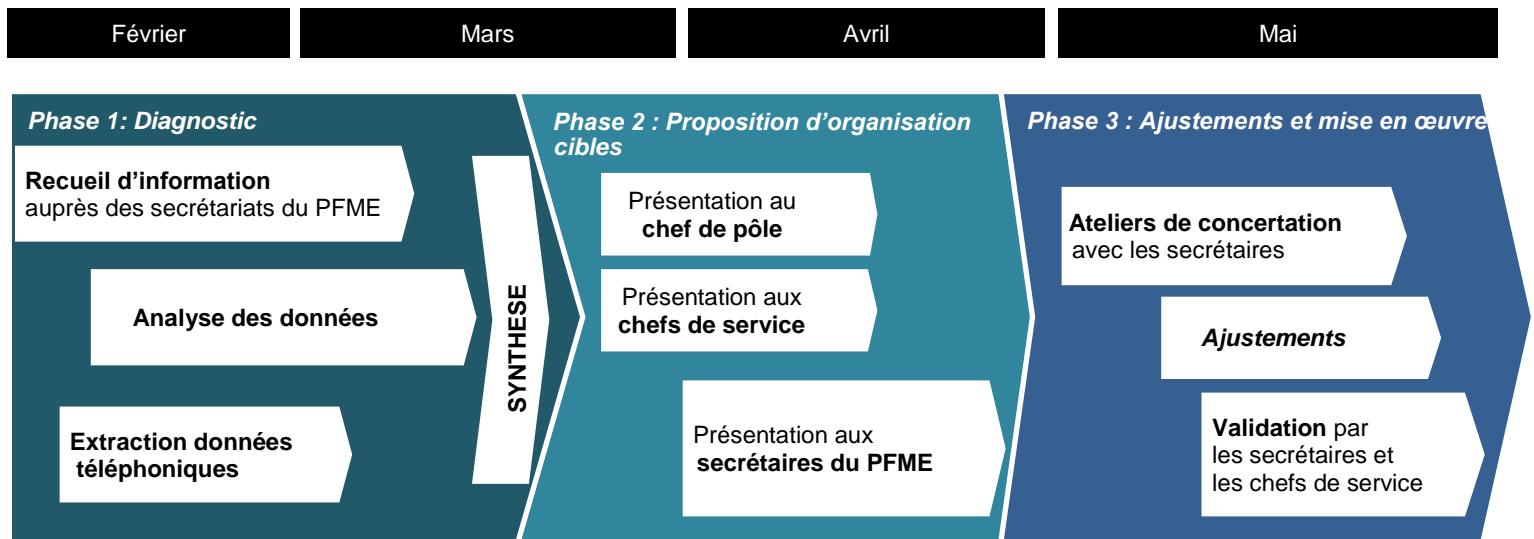 Février
Mars
Avril
Mai
Phase 1: Diagnostic
Recueil d’information
auprès des secrétariats du PFME
Analyse des données
Extraction données
téléphoniques
SYNTHESE
Phase 2 : Proposition d’organisation
cibles
Présentation au
chef de pôle
Présentation aux
chefs de service
Présentation aux
secrétaires du PFME
Phase 3 : Ajustements et mise en œuvre
Ateliers de concertation
avec les secrétaires
Ajustements
Validation par
les secrétaires et
les chefs de service